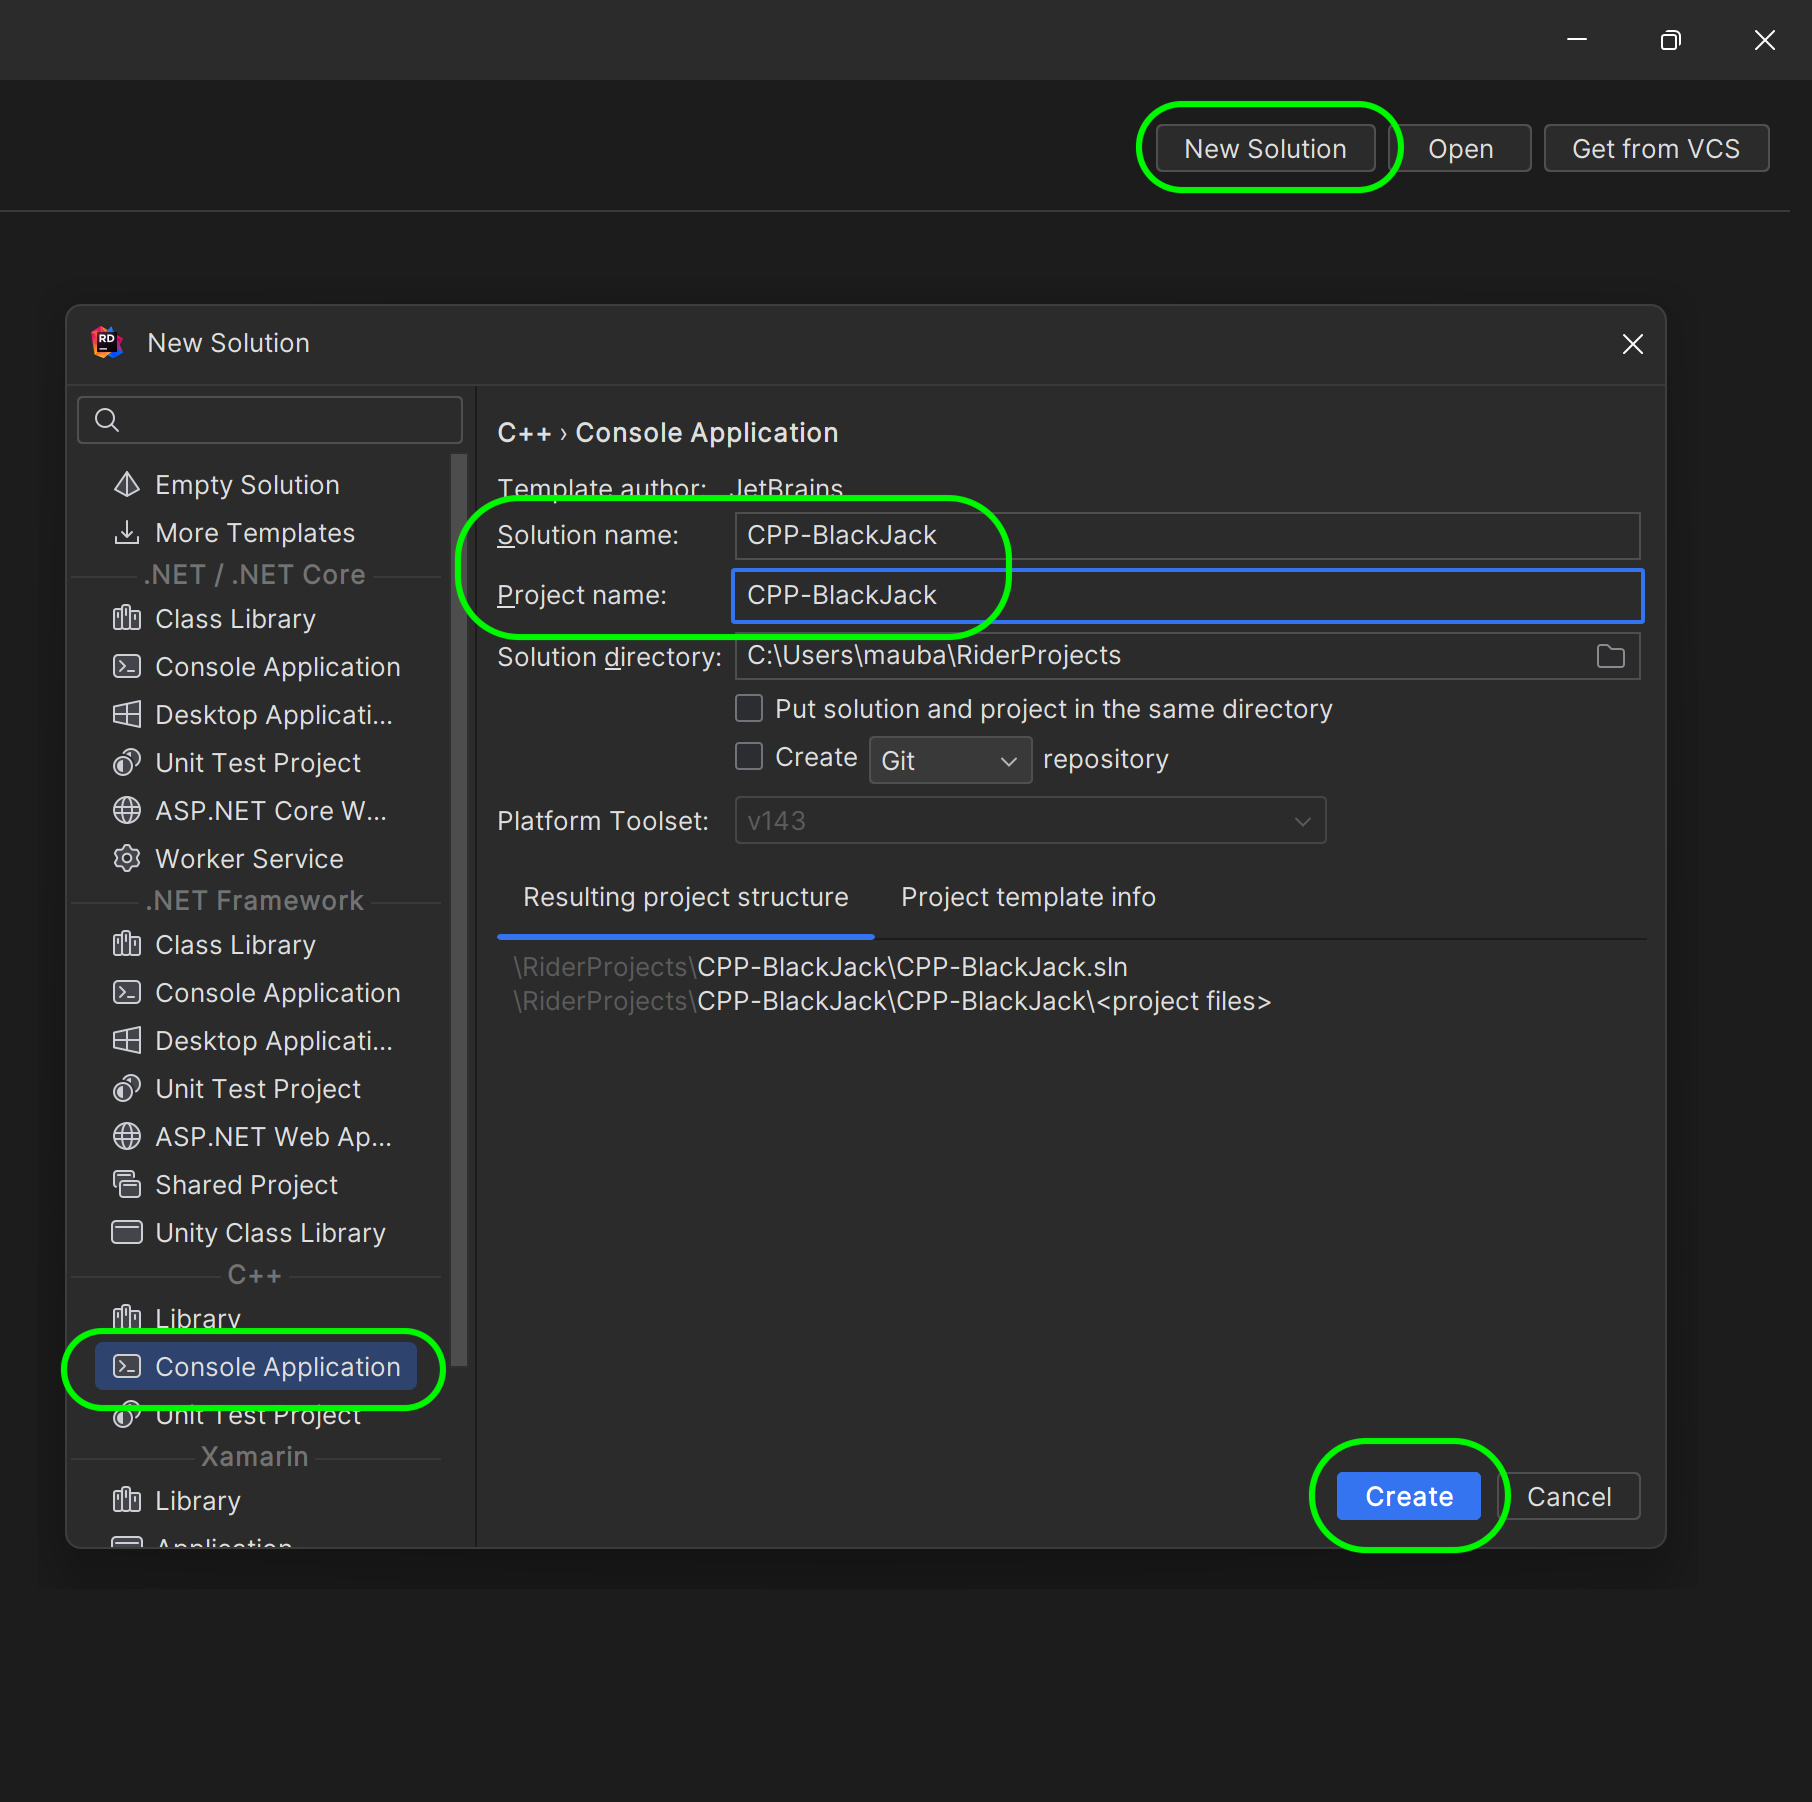 New Solution Open Get from VCS
RD New Solution
Empty Solution
More Templates
.NET / .NET Core
Class Library
Console Application
Desktop Applicati...
Unit Test Project
ASP.NET Core W...
Worker Service
.NET Framework
Class Library
Console Application
Desktop Applicati...
Unit Test Project
ASP.NET Web Ap...
Shared Project
Unity Class Library
C++
Library
Console Application
Unit Test Project
Xamarin
Library
Application
C++ › Console Application
Template author: JetBrains
Solution name: CPP-BlackJack
Project name: CPP-BlackJack
Solution directory: C:\Users\mauba\RiderProjects
Put solution and project in the same directory
Create Git repository
Platform Toolset: v143
Resulting project structure Project template info
\RiderProjects\CPP-BlackJack\CPP-BlackJack.sln
\RiderProjects\CPP-BlackJack\CPP-BlackJack\<project files>
Create Cancel